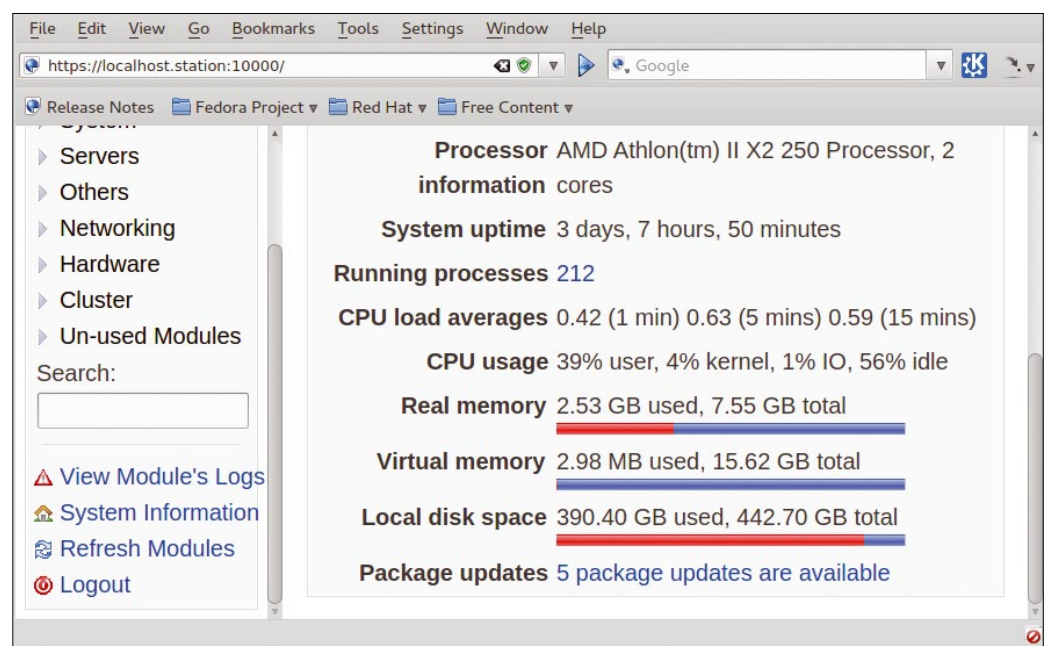 File Edit View Go Bookmarks Tools Settings Window Help
https://localhost.station:10000/
Google
Release Notes Fedora Project Red Hat Free Content
System
Servers
Others
Networking
Hardware
Cluster
Un-used Modules
Search:
View Module's Logs
System Information
Refresh Modules
Logout
Processor information AMD Athlon(tm) II X2 250 Processor, 2 cores
System uptime 3 days, 7 hours, 50 minutes
Running processes 212
CPU load averages 0.42 (1 min) 0.63 (5 mins) 0.59 (15 mins)
CPU usage 39% user, 4% kernel, 1% IO, 56% idle
Real memory 2.53 GB used, 7.55 GB total
Virtual memory 2.98 MB used, 15.62 GB total
Local disk space 390.40 GB used, 442.70 GB total
Package updates 5 package updates are available